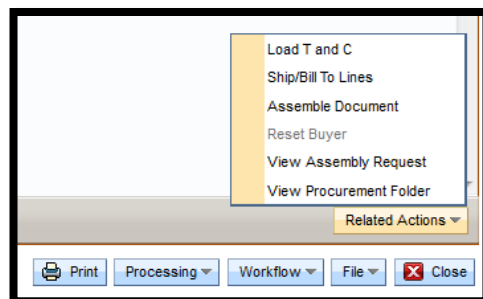 Load T and C
Ship/Bill To Lines
Assemble Document
Reset Buyer
View Assembly Request
View Procurement Folder
Related Actions
Print Processing Workflow File Close